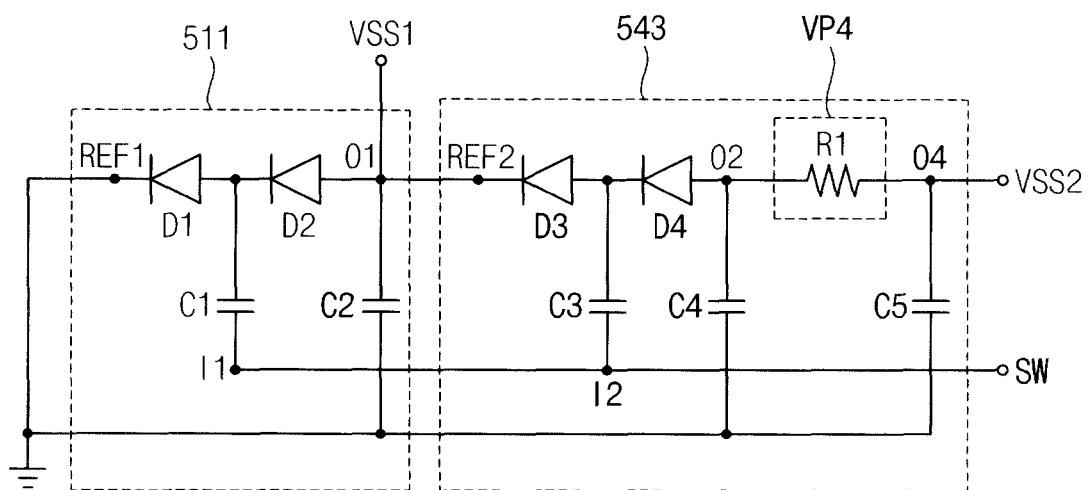 511
VSS1
543
VP4
REF1
O1
REF2
O2
R1
O4
VSS2
D1
D2
D3
D4
C1
C2
C3
C4
C5
I1
I2
SW